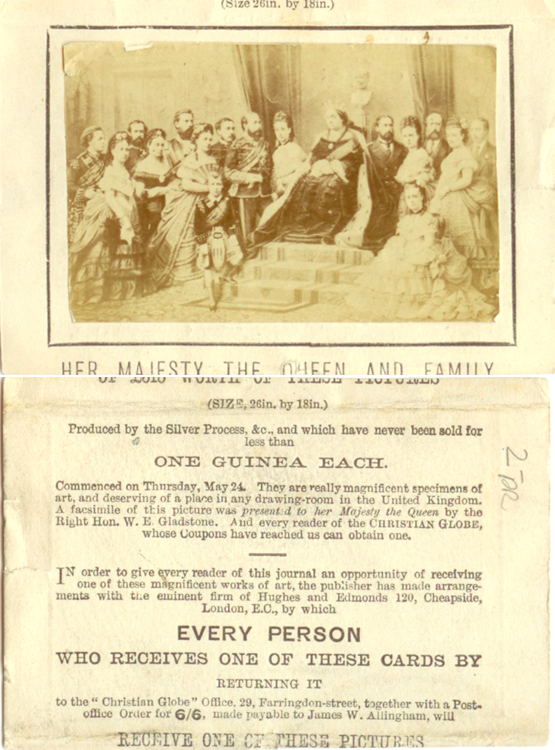 (Size 26in. by 18in.)
HER MAJESTY THE QUEEN AND FAMILY
OF £515 WORTH OF THESE PICTURES
(SIZE, 26in. by 18in.)
Produced by the Silver Process, &c., and which have never been sold for
less than
ONE GUINEA EACH.
Commenced on Thursday, May 24. They are really magnificent specimens of
art, and deserving of a place in any drawing-room in the United Kingdom.
A facsimile of this picture was presented to her Majesty the Queen by the
Right Hon. W. E. Gladstone. And every reader of the CHRISTIAN GLOBE,
whose Coupons have reached us can obtain one.
IN order to give every reader of this journal an opportunity of receiving
one of these magnificent works of art, the publisher has made arrange-
ments with the eminent firm of Hughes and Edmonds 120, Cheapside,
London, E.C., by which
EVERY PERSON
WHO RECEIVES ONE OF THESE CARDS BY
RETURNING IT
to the "Christian Globe" Office, 29, Farringdon-street, together with a Post-
office Order for 6/6, made payable to James W. Allingham, will
RECEIVE ONE OF THESE PICTURES